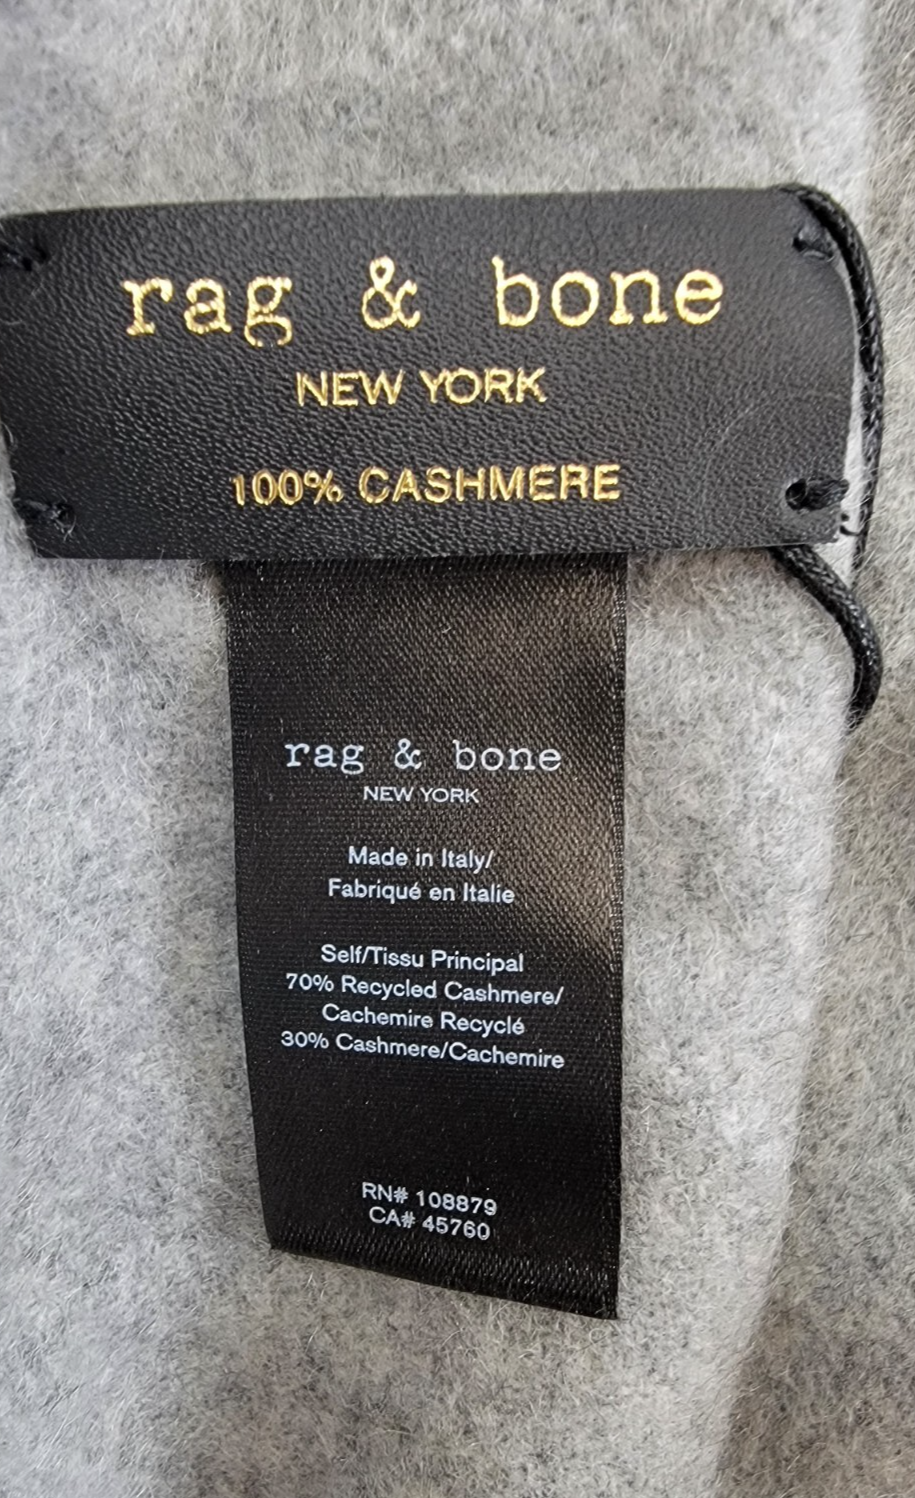 rag & bone
NEW YORK
100% CASHMERE
rag & bone
NEW YORK
Made in Italy/
Fabriqué en Italie
Self/Tissu Principal
70% Recycled Cashmere/
Cachemire Recyclé
30% Cashmere/Cachemire
RN# 108879
CA# 45760